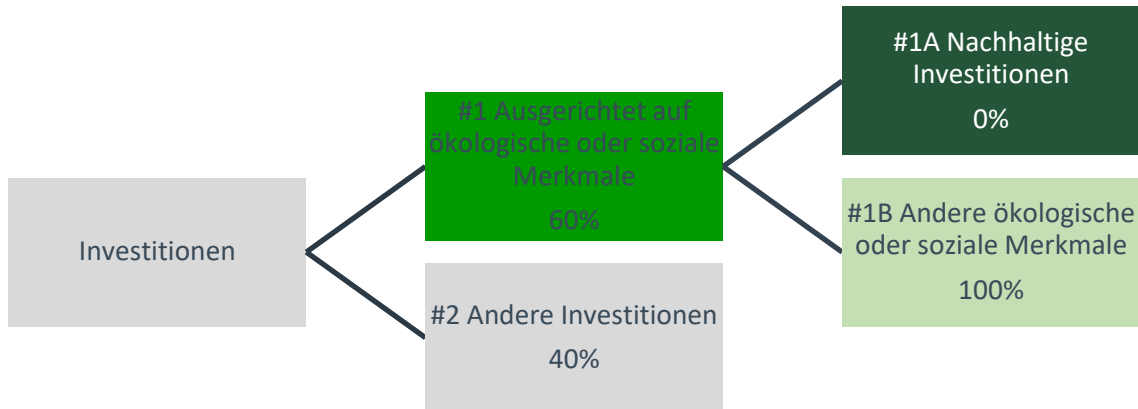 Investitionen
#1 Ausgerichtet auf
ökologische oder soziale
Merkmale
60%
#2 Andere Investitionen
40%
#1A Nachhaltige
Investitionen
0%
#1B Andere ökologische
oder soziale Merkmale
100%